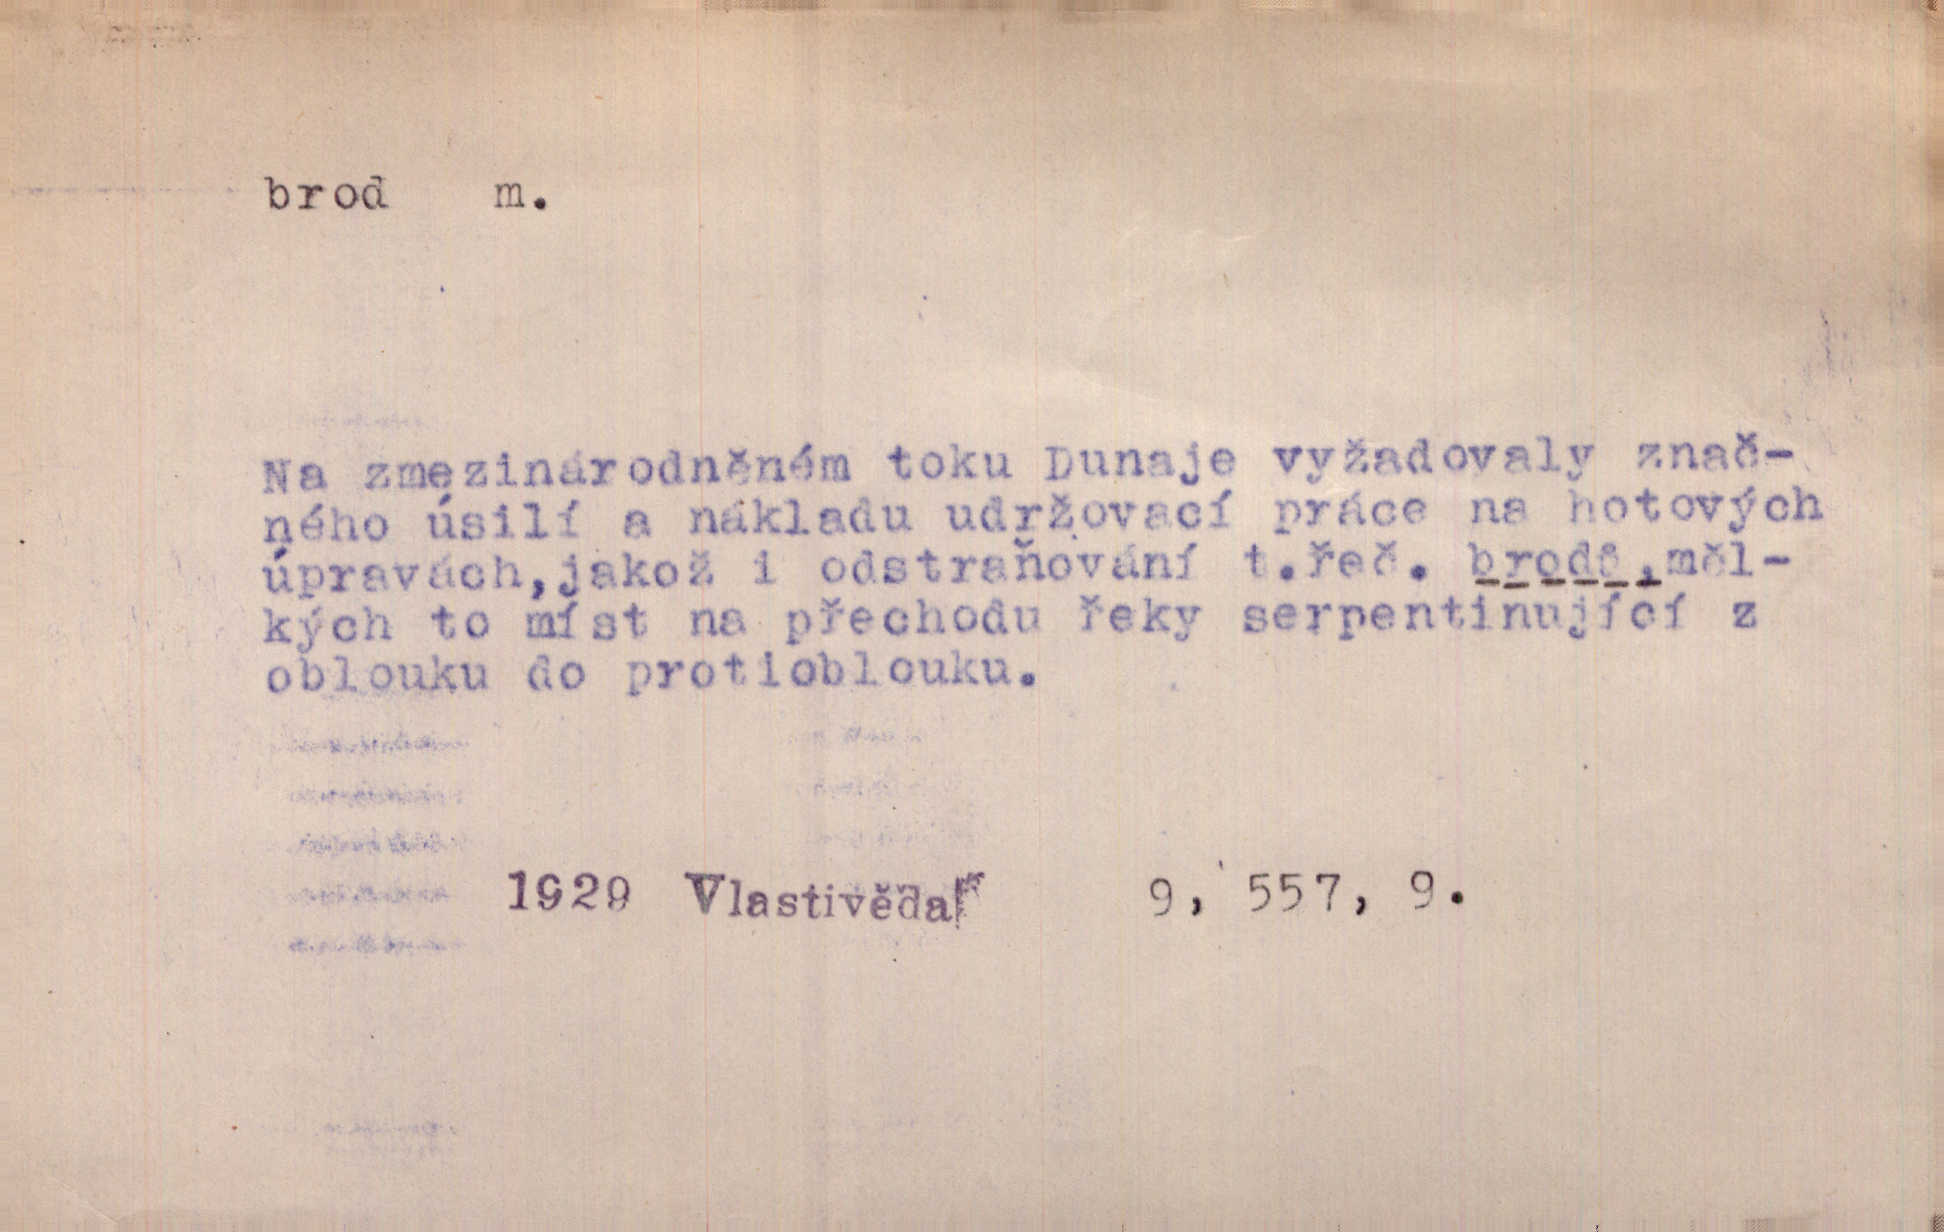 brod m.
Na zmezinárodněném toku Dunaje vyžadovaly znač-
ného úsilí a nákladu udržovací práce na hotových
úpravách,jakož i odstraňování t.řeč. brodů,měl-
kých to míst na přechodu řeky serpentinující z
oblouku do protioblouku.
1929 Vlastivěda 9, 557, 9.